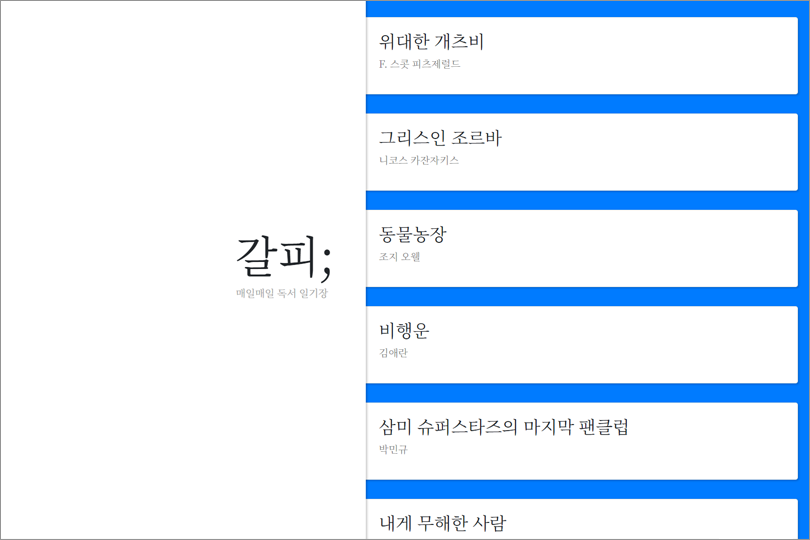 갈피;
매일매일 독서 일기장
위대한 개츠비
F. 스콧 피츠제럴드
그리스인 조르바
니코스 카잔자키스
동물농장
조지 오웰
비행운
김애란
삼미 슈퍼스타즈의 마지막 팬클럽
박민규
내게 무해한 사람